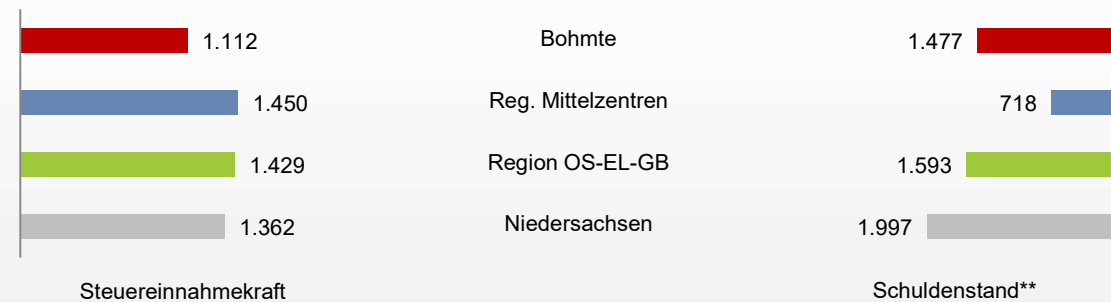 1.112 Bohmte 1.477
1.450 Reg. Mittelzentren 718
1.429 Region OS-EL-GB 1.593
1.362 Niedersachsen 1.997
Steuereinnahmekraft Schuldenstand**